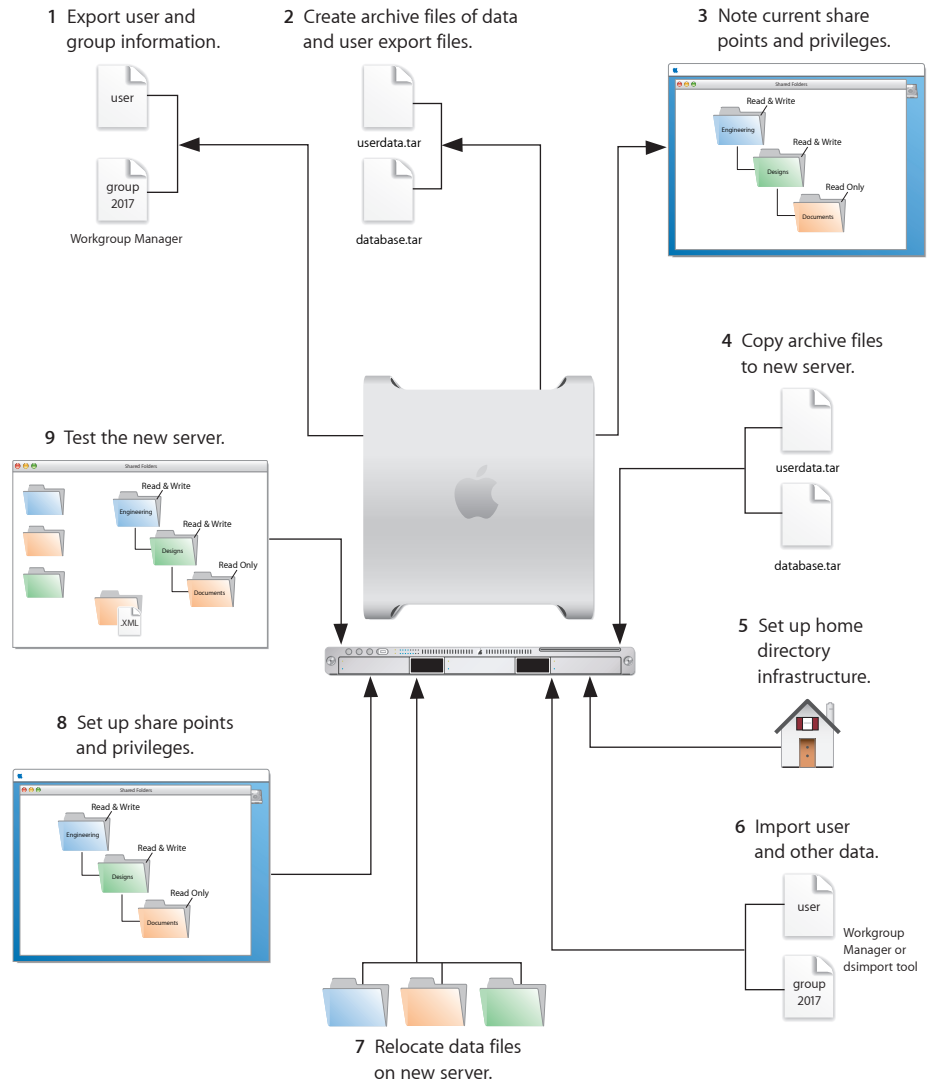 1 Export user and
group information.
user
group
2017
Workgroup Manager
2 Create archive files of data
and user export files.
userdata.tar
database.tar
3 Note current share
points and privileges.
Shared Folders
Read & Write
Engineering
Read & Write
Designs
Read Only
Documents
4 Copy archive files
to new server.
userdata.tar
database.tar
5 Set up home
directory
infrastructure.
6 Import user
and other data.
user
group
2017
Workgroup
Manager or
dsimport tool
7 Relocate data files
on new server.
8 Set up share points
and privileges.
Shared Folders
Read & Write
Engineering
Read & Write
Designs
Read Only
Documents
9 Test the new server.
Shared Folders
Read & Write
Engineering
Read & Write
Designs
Read Only
Documents
.XML